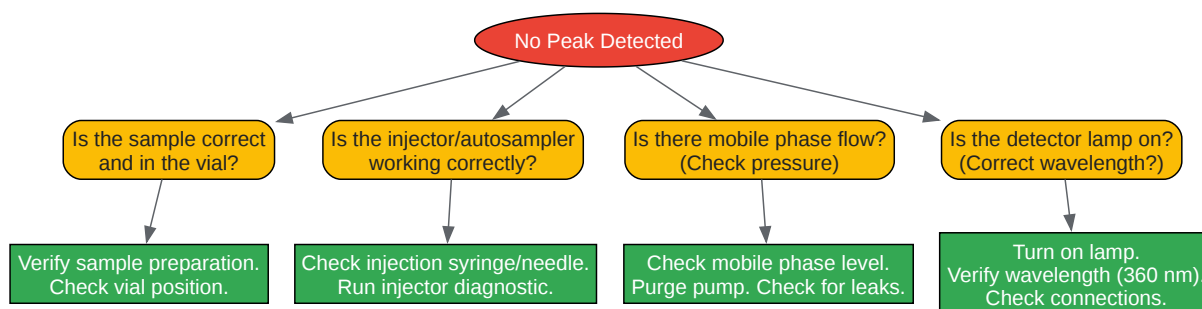 No Peak Detected
Is the sample correct
and in the vial?
Is the injector/autosampler
working correctly?
Is there mobile phase flow?
(Check pressure)
Is the detector lamp on?
(Correct wavelength?)
Verify sample preparation.
Check vial position.
Check injection syringe/needle.
Run injector diagnostic.
Check mobile phase level.
Purge pump. Check for leaks.
Turn on lamp.
Verify wavelength (360 nm).
Check connections.